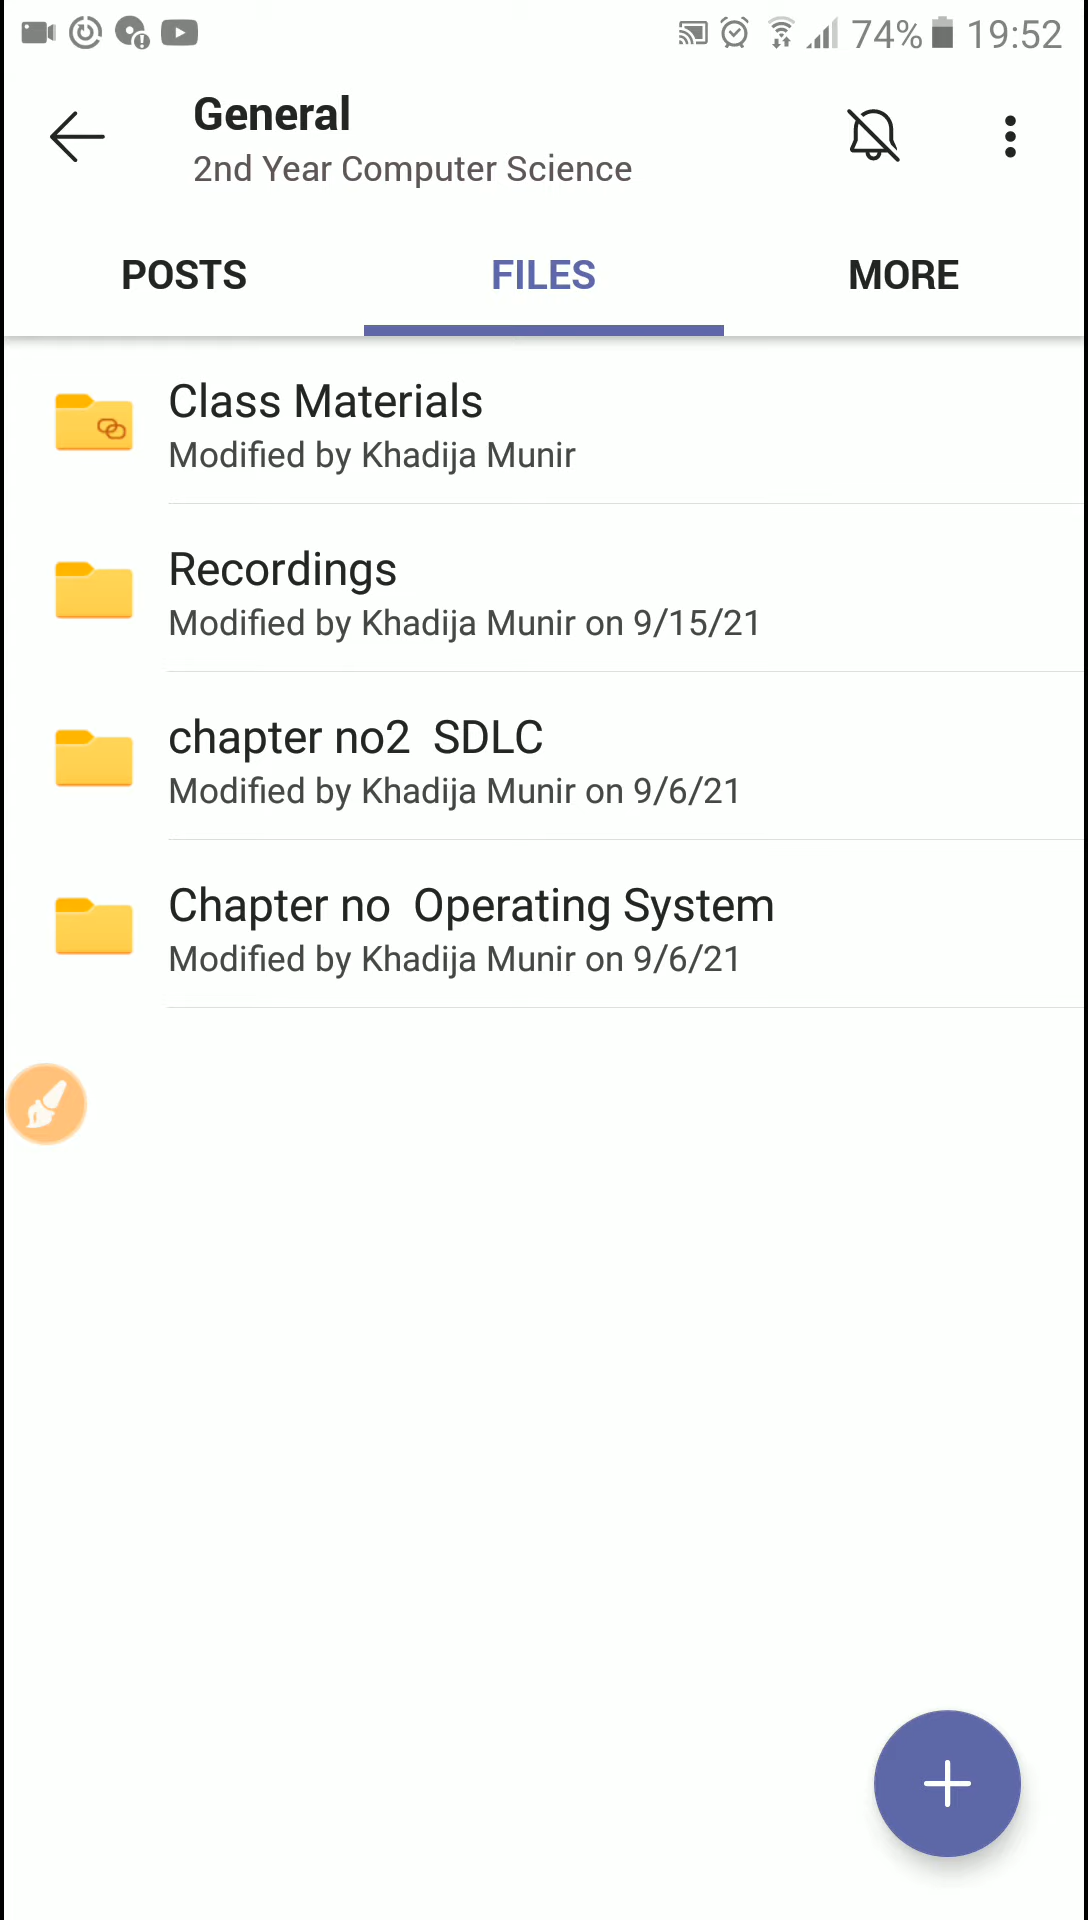 74% 19:52
General
2nd Year Computer Science
POSTS FILES MORE
Class Materials
Modified by Khadija Munir
Recordings
Modified by Khadija Munir on 9/15/21
chapter no2  SDLC
Modified by Khadija Munir on 9/6/21
Chapter no  Operating System
Modified by Khadija Munir on 9/6/21